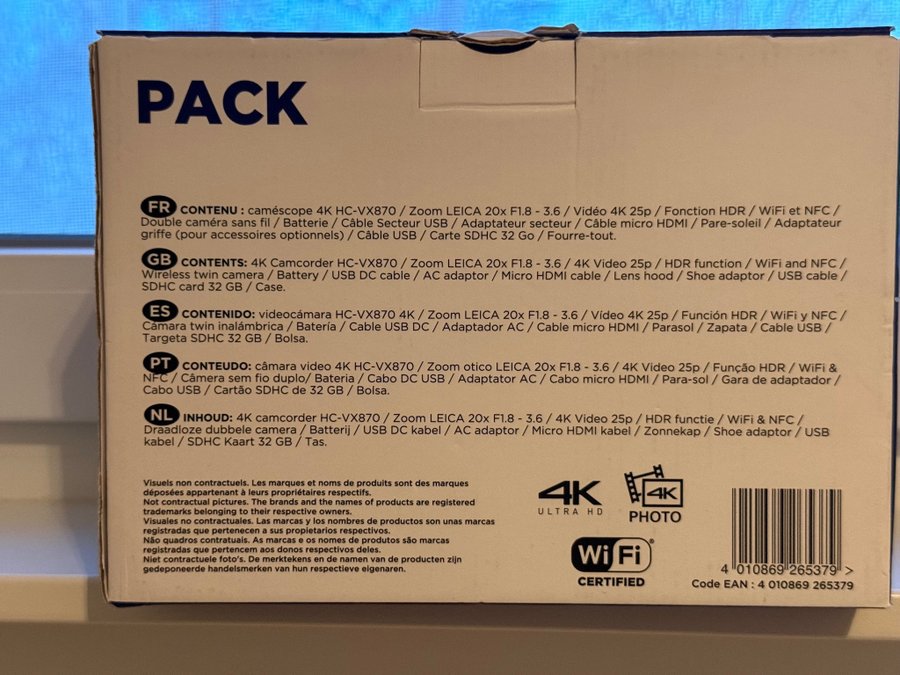 PACK
FR CONTENU : caméscope 4K HC-VX870 / Zoom LEICA 20x F1.8 - 3.6 / Vidéo 4K 25p / Fonction HDR / WiFi et NFC /
Double caméra sans fil / Batterie / Câble Secteur USB / Adaptateur secteur / Câble micro HDMI / Pare-soleil / Adaptateur
griffe (pour accessoires optionnels) / Câble USB / Carte SDHC 32 Go / Fourre-tout.
GB CONTENTS: 4K Camcorder HC-VX870 / Zoom LEICA 20x F1.8 - 3.6 / 4K Video 25p / HDR function / WiFi and NFC /
Wireless twin camera / Battery / USB DC cable / AC adaptor / Micro HDMI cable / Lens hood / Shoe adaptor / USB cable /
SDHC card 32 GB / Case.
ES CONTENIDO: videocámara HC-VX870 4K / Zoom LEICA 20x F1.8 - 3.6 / Vídeo 4K 25p / Función HDR / WiFi y NFC /
Cámara twin inalámbrica / Batería / Cable USB DC / Adaptador AC / Cable micro HDMI / Parasol / Zapata / Cable USB /
Targeta SDHC 32 GB / Bolsa.
PT CONTEUDO: câmara video 4K HC-VX870 / Zoom otico LEICA 20x F1.8 - 3.6 / 4K Video 25p / Função HDR / WiFi &
NFC / Câmera sem fio duplo/ Bateria / Cabo DC USB / Adaptator AC / Cabo micro HDMI / Para-sol / Gara de adaptador /
Cabo USB / Cartão SDHC de 32 GB / Bolsa.
NL INHOUD: 4K camcorder HC-VX870 / Zoom LEICA 20x F1.8 - 3.6 / 4K Video 25p / HDR functie / WiFi & NFC /
Draadloze dubbele camera / Batterij / USB DC kabel / AC adaptor / Micro HDMI kabel / Zonnekap / Shoe adaptor / USB
kabel / SDHC Kaart 32 GB / Tas.
Visuels non contractuels. Les marques et noms de produits sont des marques
déposées appartenant à leurs propriétaires respectifs.
Not contractual pictures. The brands and the names of products are registered
trademarks belonging to their respective owners.
Visuales no contractuales. Las marcas y los nombres de productos son unas marcas
registradas que pertenecen a sus propietarios respectivos.
Não quadros contratuais. As marcas e os nomes de produtos são marcas
registradas que pertencem aos donos respectivos deles.
Niet contractuele foto's. De merktekens en de namen van de producten zijn
gedeponeerde handelsmerken van hun respectieve eigenaren.
4K
ULTRA HD
4K
PHOTO
Wi Fi®
CERTIFIED
4 010869 265379 >
Code EAN : 4 010869 265379